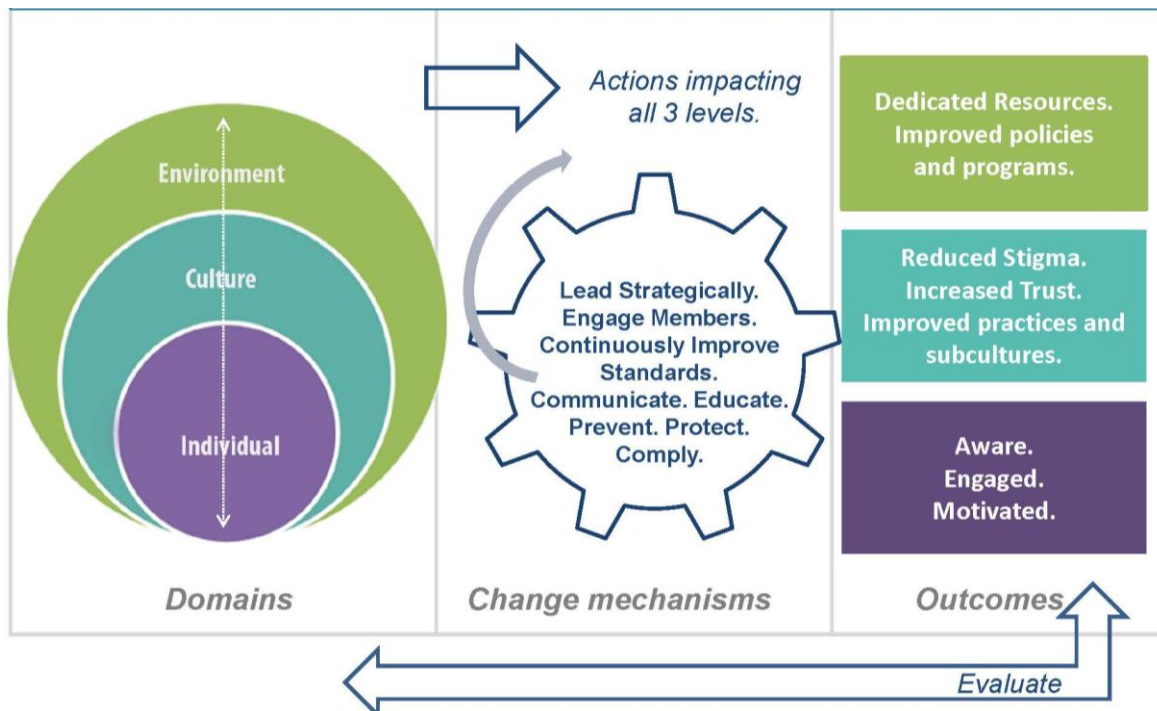 Environment
Culture
Individual
Domains
Actions impacting
all 3 levels.
Lead Strategically.
Engage Members.
Continuously Improve
Standards.
Communicate. Educate.
Prevent. Protect.
Comply.
Change mechanisms
Dedicated Resources.
Improved policies
and programs.
Reduced Stigma.
Increased Trust.
Improved practices and
subcultures.
Aware.
Engaged.
Motivated.
Outcomes
Evaluate